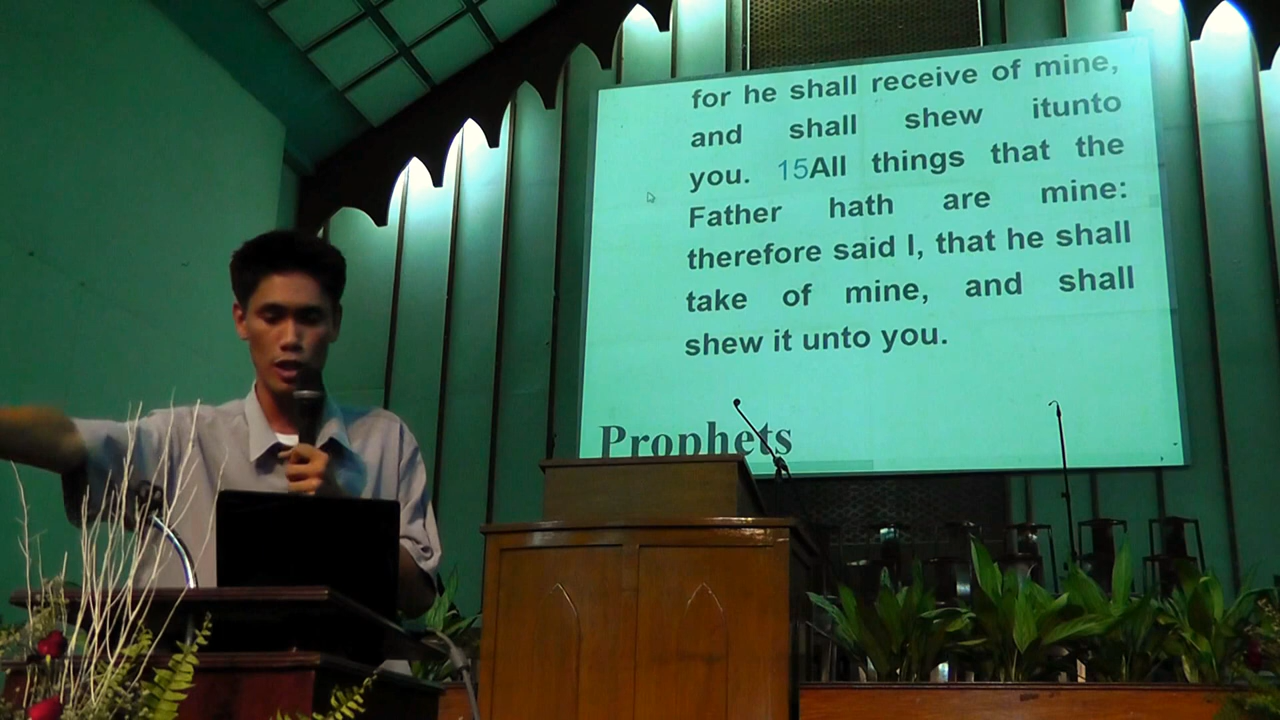 for he shall receive of mine,
and shall shew itunto
you. 15All things that the
Father hath are mine:
therefore said I, that he shall
take of mine, and shall
shew it unto you.
Prophets